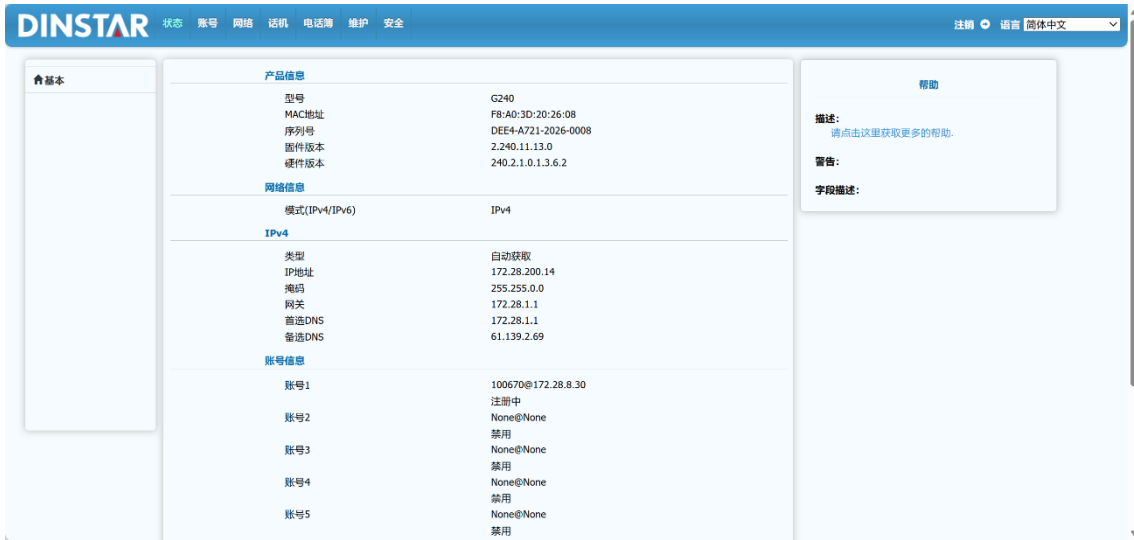 DINSTAR 状态 账号 网络 话机 电话簿 维护 安全 注销 语言 简体中文
基本
产品信息
型号 G240
MAC地址 F8:A0:3D:20:26:08
序列号 DEE4-A721-2026-0008
固件版本 2.240.11.13.0
硬件版本 240.2.1.0.1.3.6.2
网络信息
模式(IPv4/IPv6) IPv4
IPv4
类型 自动获取
IP地址 172.28.200.14
掩码 255.255.0.0
网关 172.28.1.1
首选DNS 172.28.1.1
备选DNS 61.139.2.69
账号信息
账号1 100670@172.28.8.30
注册中
账号2 None@None
禁用
账号3 None@None
禁用
账号4 None@None
禁用
账号5 None@None
禁用
帮助
描述:
请点击这里获取更多的帮助.
警告:
字段描述: